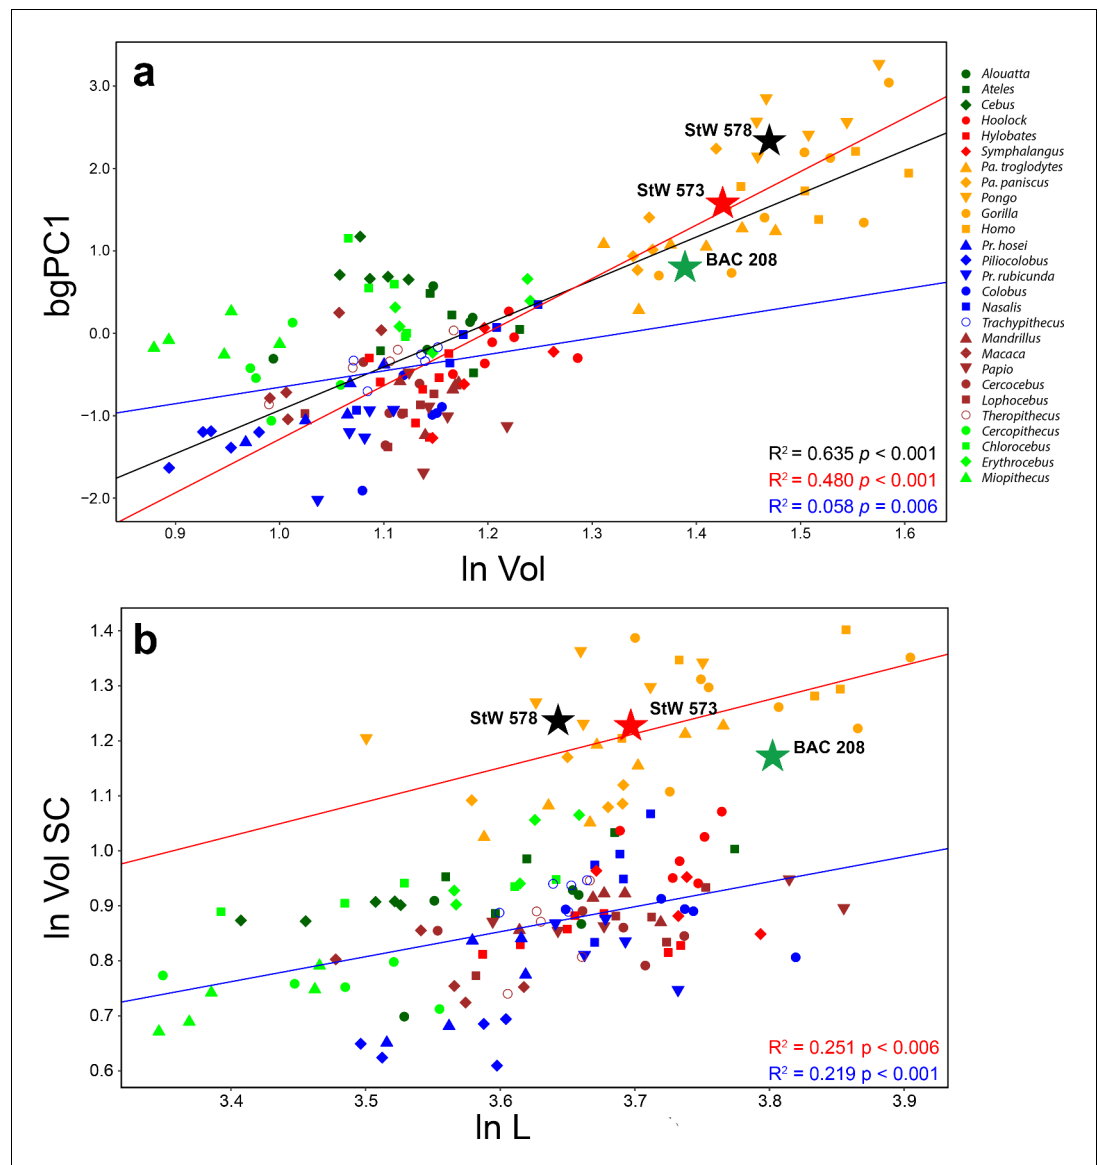 a
bgPC1
3.0
2.0
1.0
0.0
−1.0
−2.0
StW 578
StW 573
BAC 208
R² = 0.635 p < 0.001
R² = 0.480 p < 0.001
R² = 0.058 p = 0.006
0.9 1.0 1.1 1.2 1.3 1.4 1.5 1.6
ln Vol
Alouatta
Ateles
Cebus
Hoolock
Hylobates
Symphalangus
Pa. troglodytes
Pa. paniscus
Pongo
Gorilla
Homo
Pr. hosei
Piliocolobus
Pr. rubicunda
Colobus
Nasalis
Trachypithecus
Mandrillus
Macaca
Papio
Cercocebus
Lophocebus
Theropithecus
Cercopithecus
Chlorocebus
Erythrocebus
Miopithecus
b
ln Vol SC
1.4
1.3
1.2
1.1
1.0
0.9
0.8
0.7
0.6
StW 578
StW 573
BAC 208
R² = 0.251 p < 0.006
R² = 0.219 p < 0.001
3.4 3.5 3.6 3.7 3.8 3.9
ln L